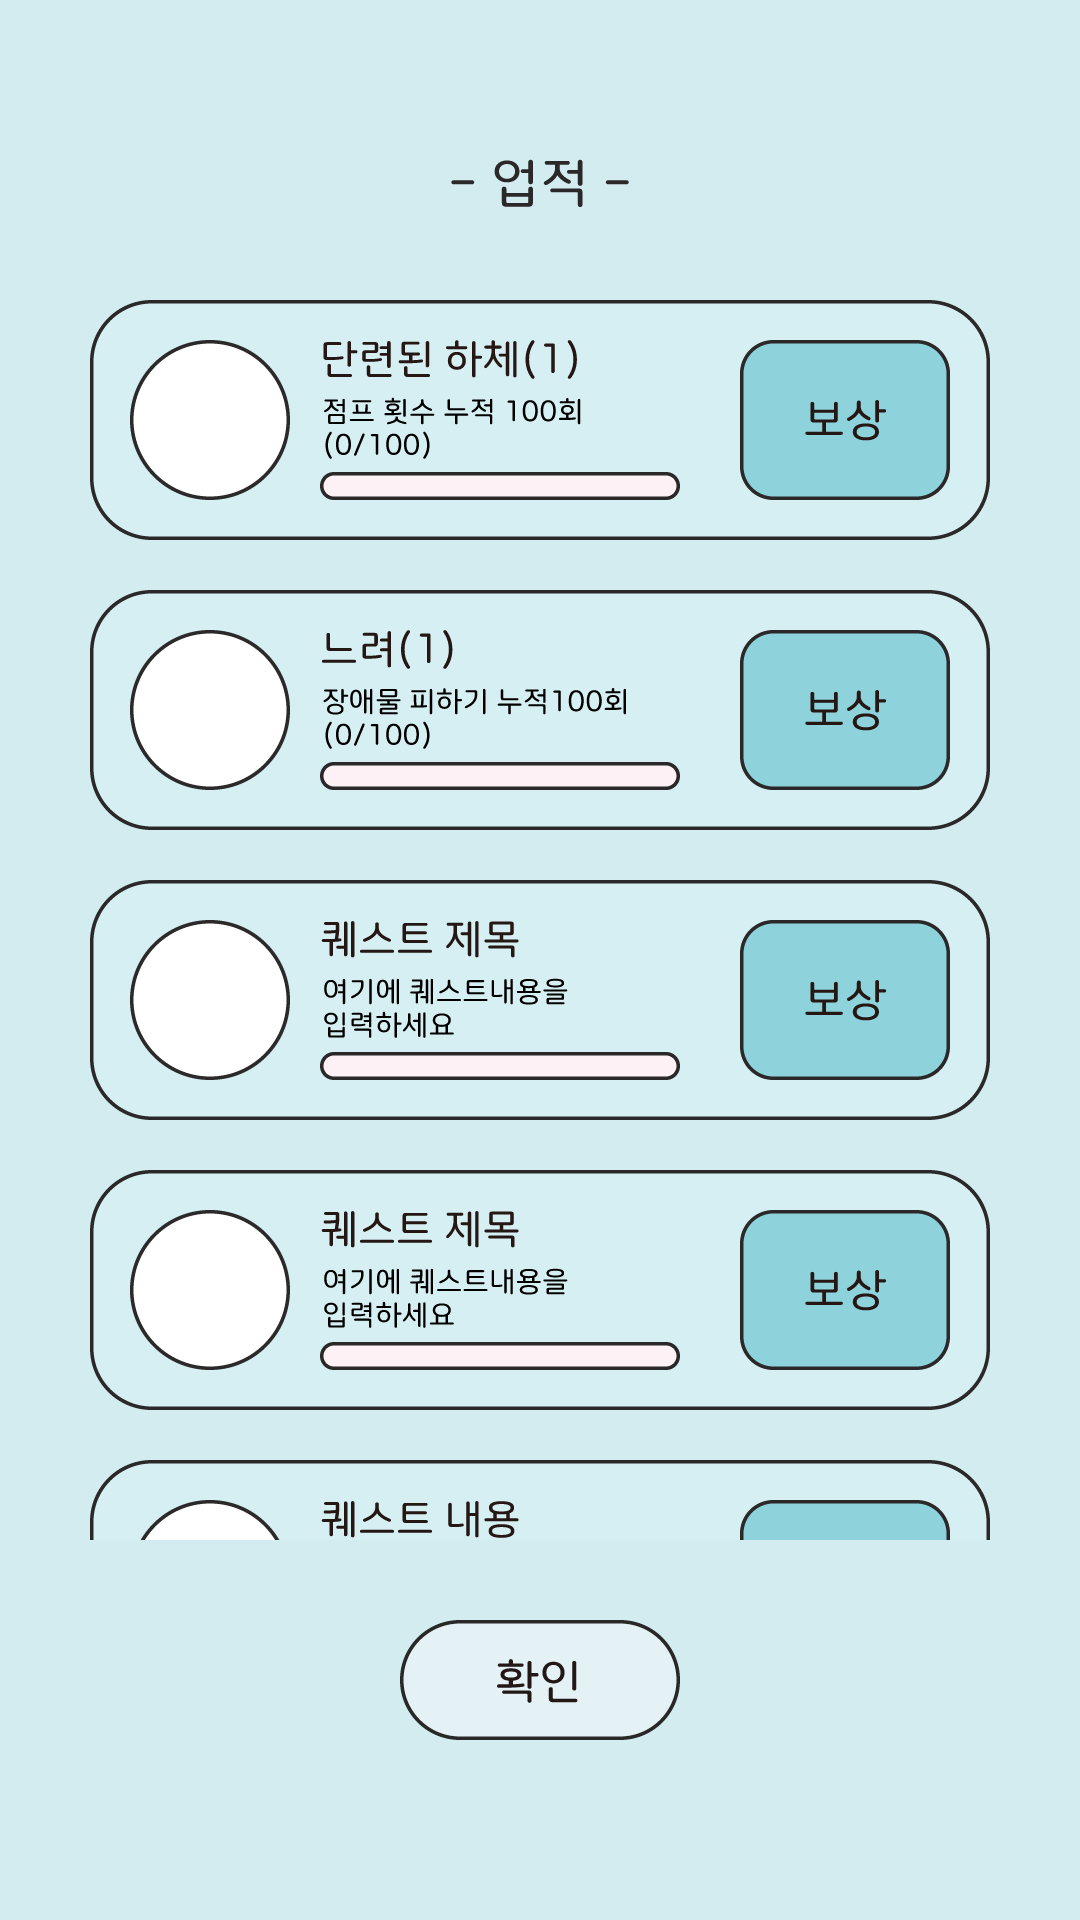 - 업적 -
단련된 하체(1)
점프 횟수 누적 100회
(0/100)
보상
느려(1)
장애물 피하기 누적100회
(0/100)
보상
퀘스트 제목
여기에 퀘스트내용을
입력하세요
보상
퀘스트 제목
여기에 퀘스트내용을
입력하세요
보상
퀘스트 내용
확인